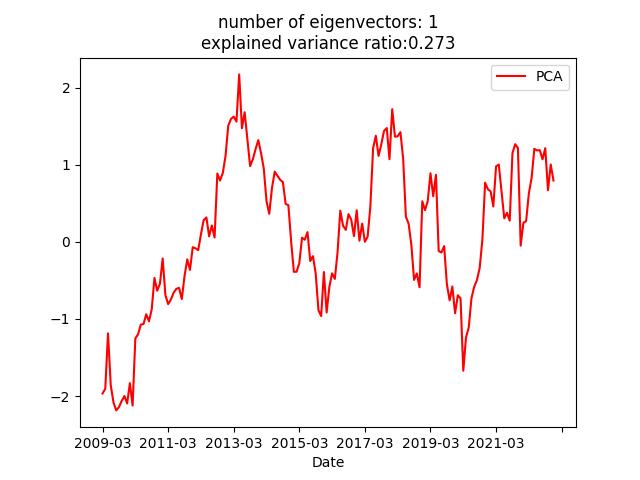 number of eigenvectors: 1
explained variance ratio:0.273
PCA
2
1
0
−1
−2
2009-03 2011-03 2013-03 2015-03 2017-03 2019-03 2021-03
Date